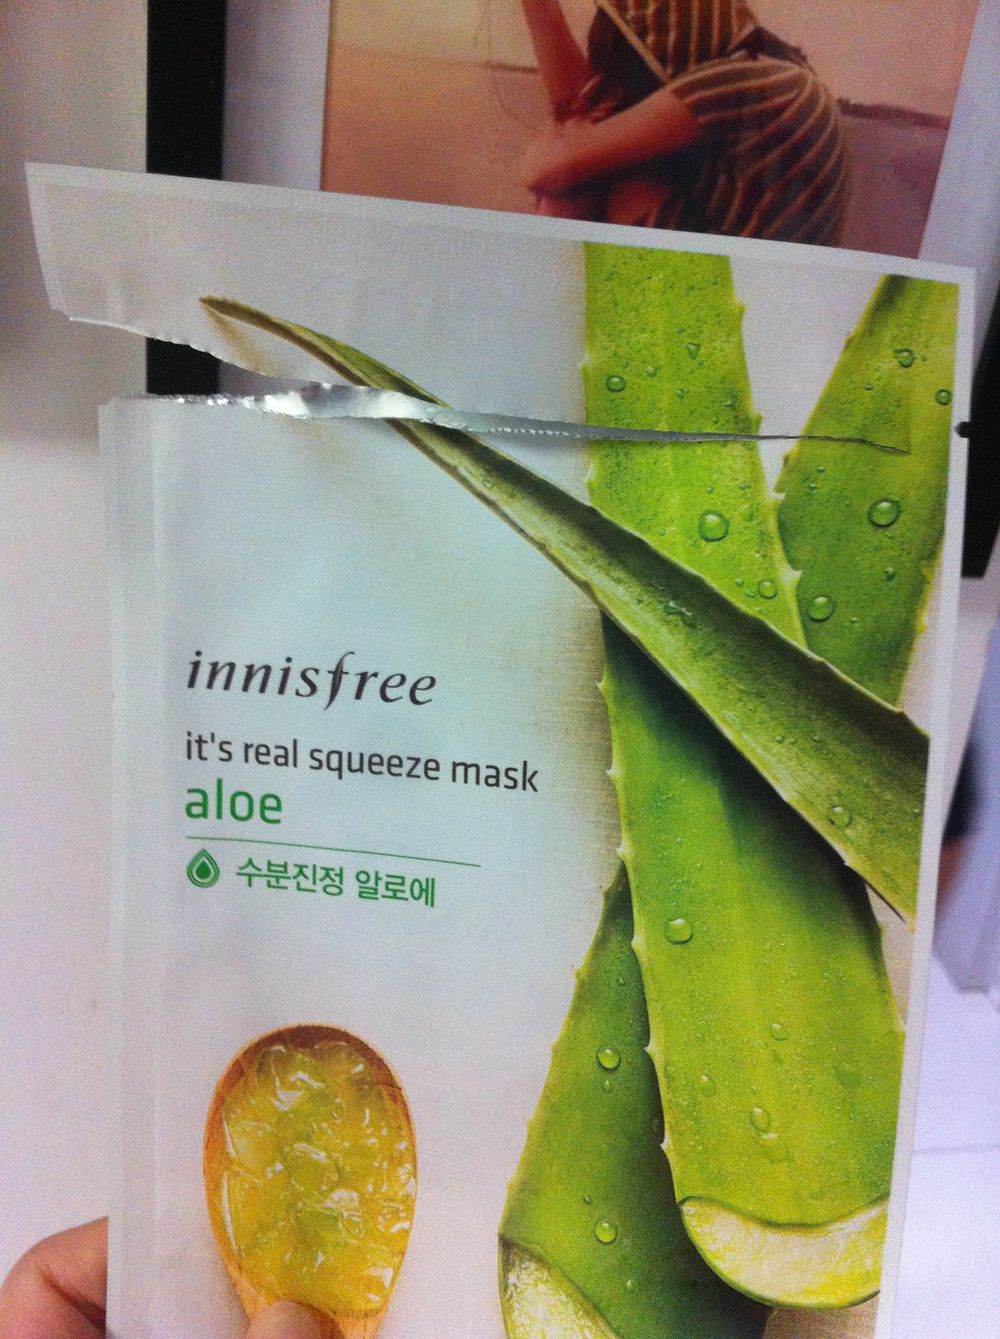 innisfree
it's real squeeze mask
aloe
수분진정 알로에